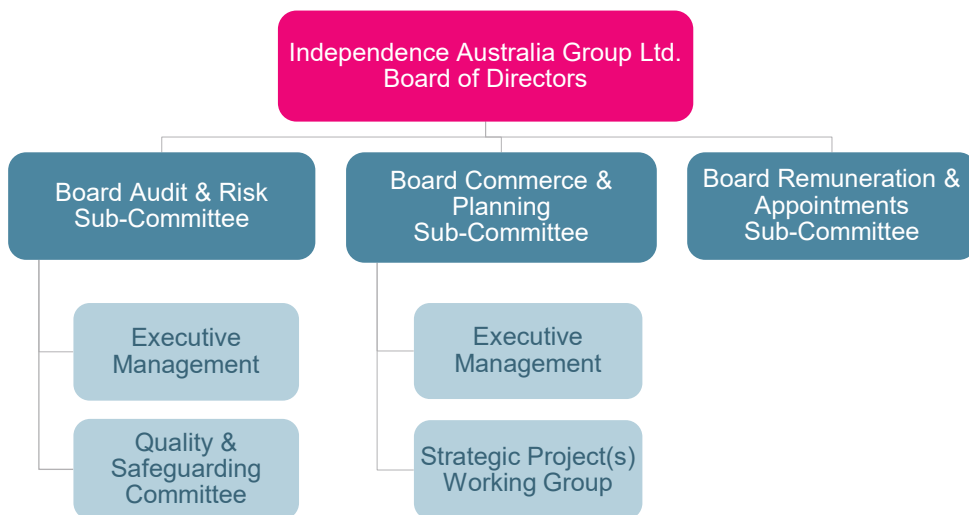 Independence Australia Group Ltd.
Board of Directors
Board Audit & Risk
Sub-Committee
Board Commerce &
Planning
Sub-Committee
Board Remuneration &
Appointments
Sub-Committee
Executive
Management
Quality &
Safeguarding
Committee
Executive
Management
Strategic Project(s)
Working Group